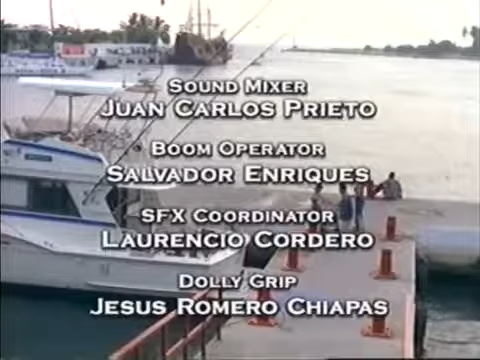 Sound Mixer
Juan Carlos Prieto
Boom Operator
Salvador Enriques
SFX Coordinator
Laurencio Cordero
Dolly Grip
Jesus Romero Chiapas